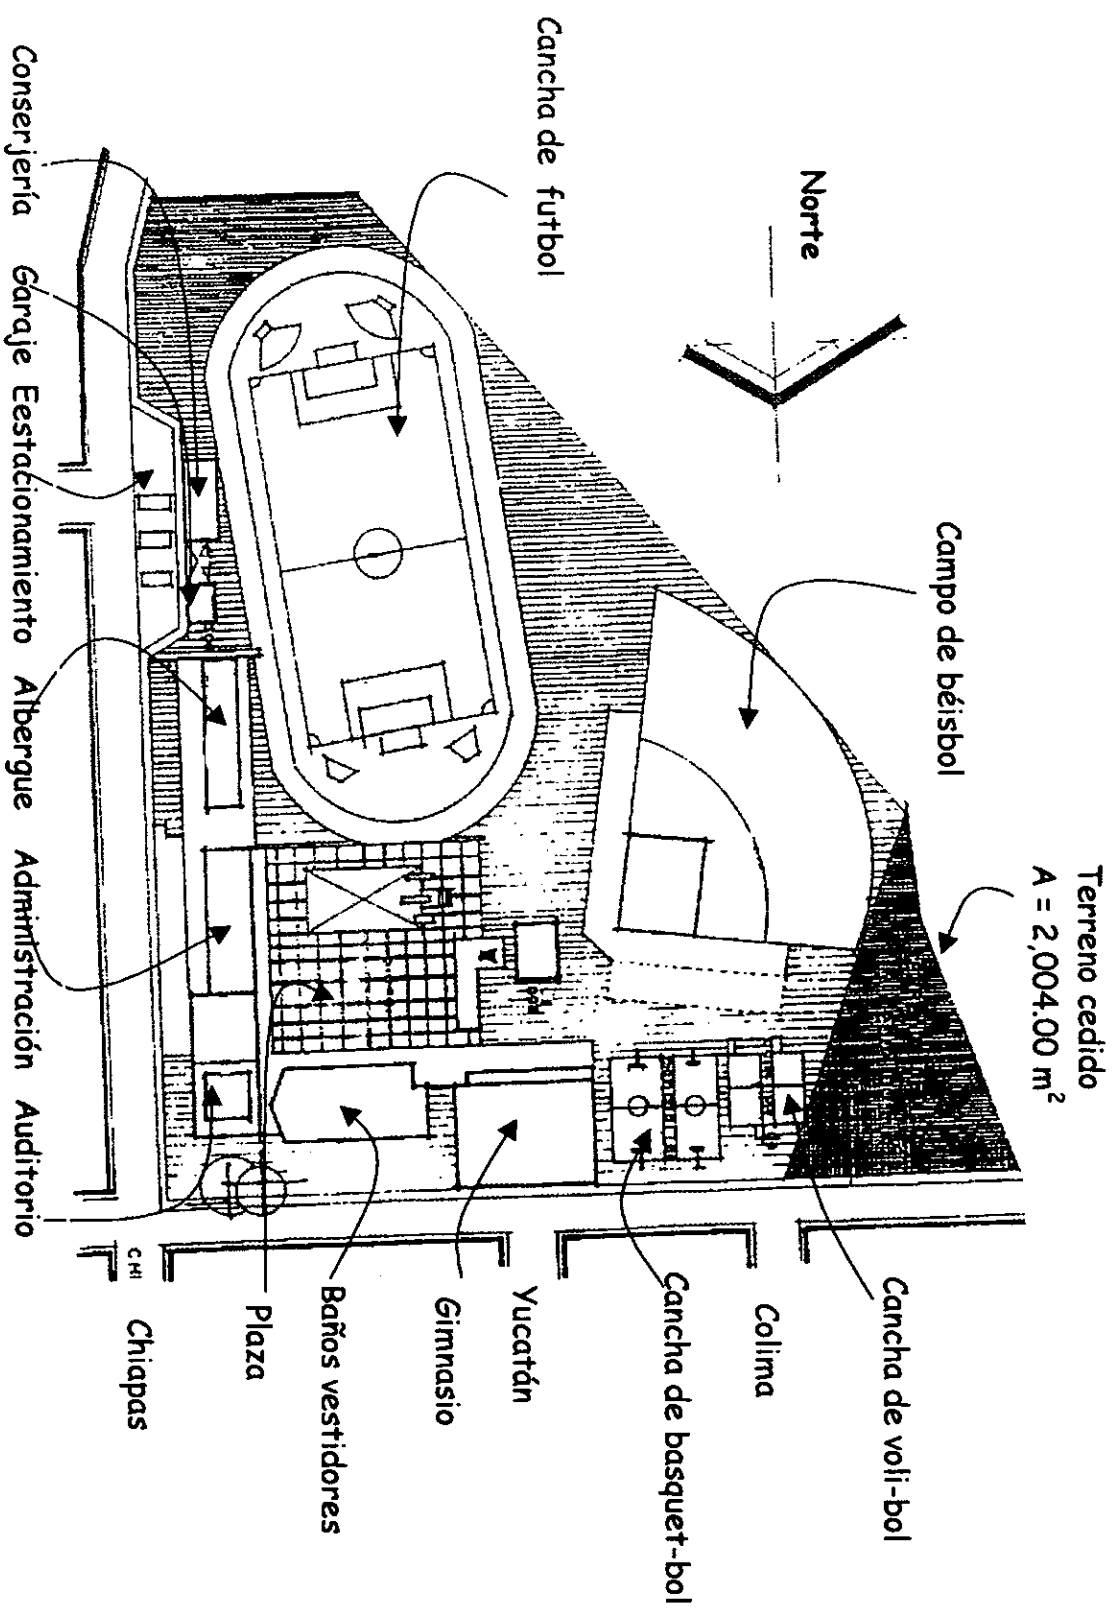 Terreno cedido
A = 2,004.00 m²
Norte
Campo de béisbol
Cancha de futbol
Cancha de voli-bol
Colima
Cancha de basquet-bol
Yucatán
Gimnasio
Baños vestidores
Plaza
Chiapas
Conserjería
Garaje
Eestacionamiento
Albergue
Administración
Auditorio